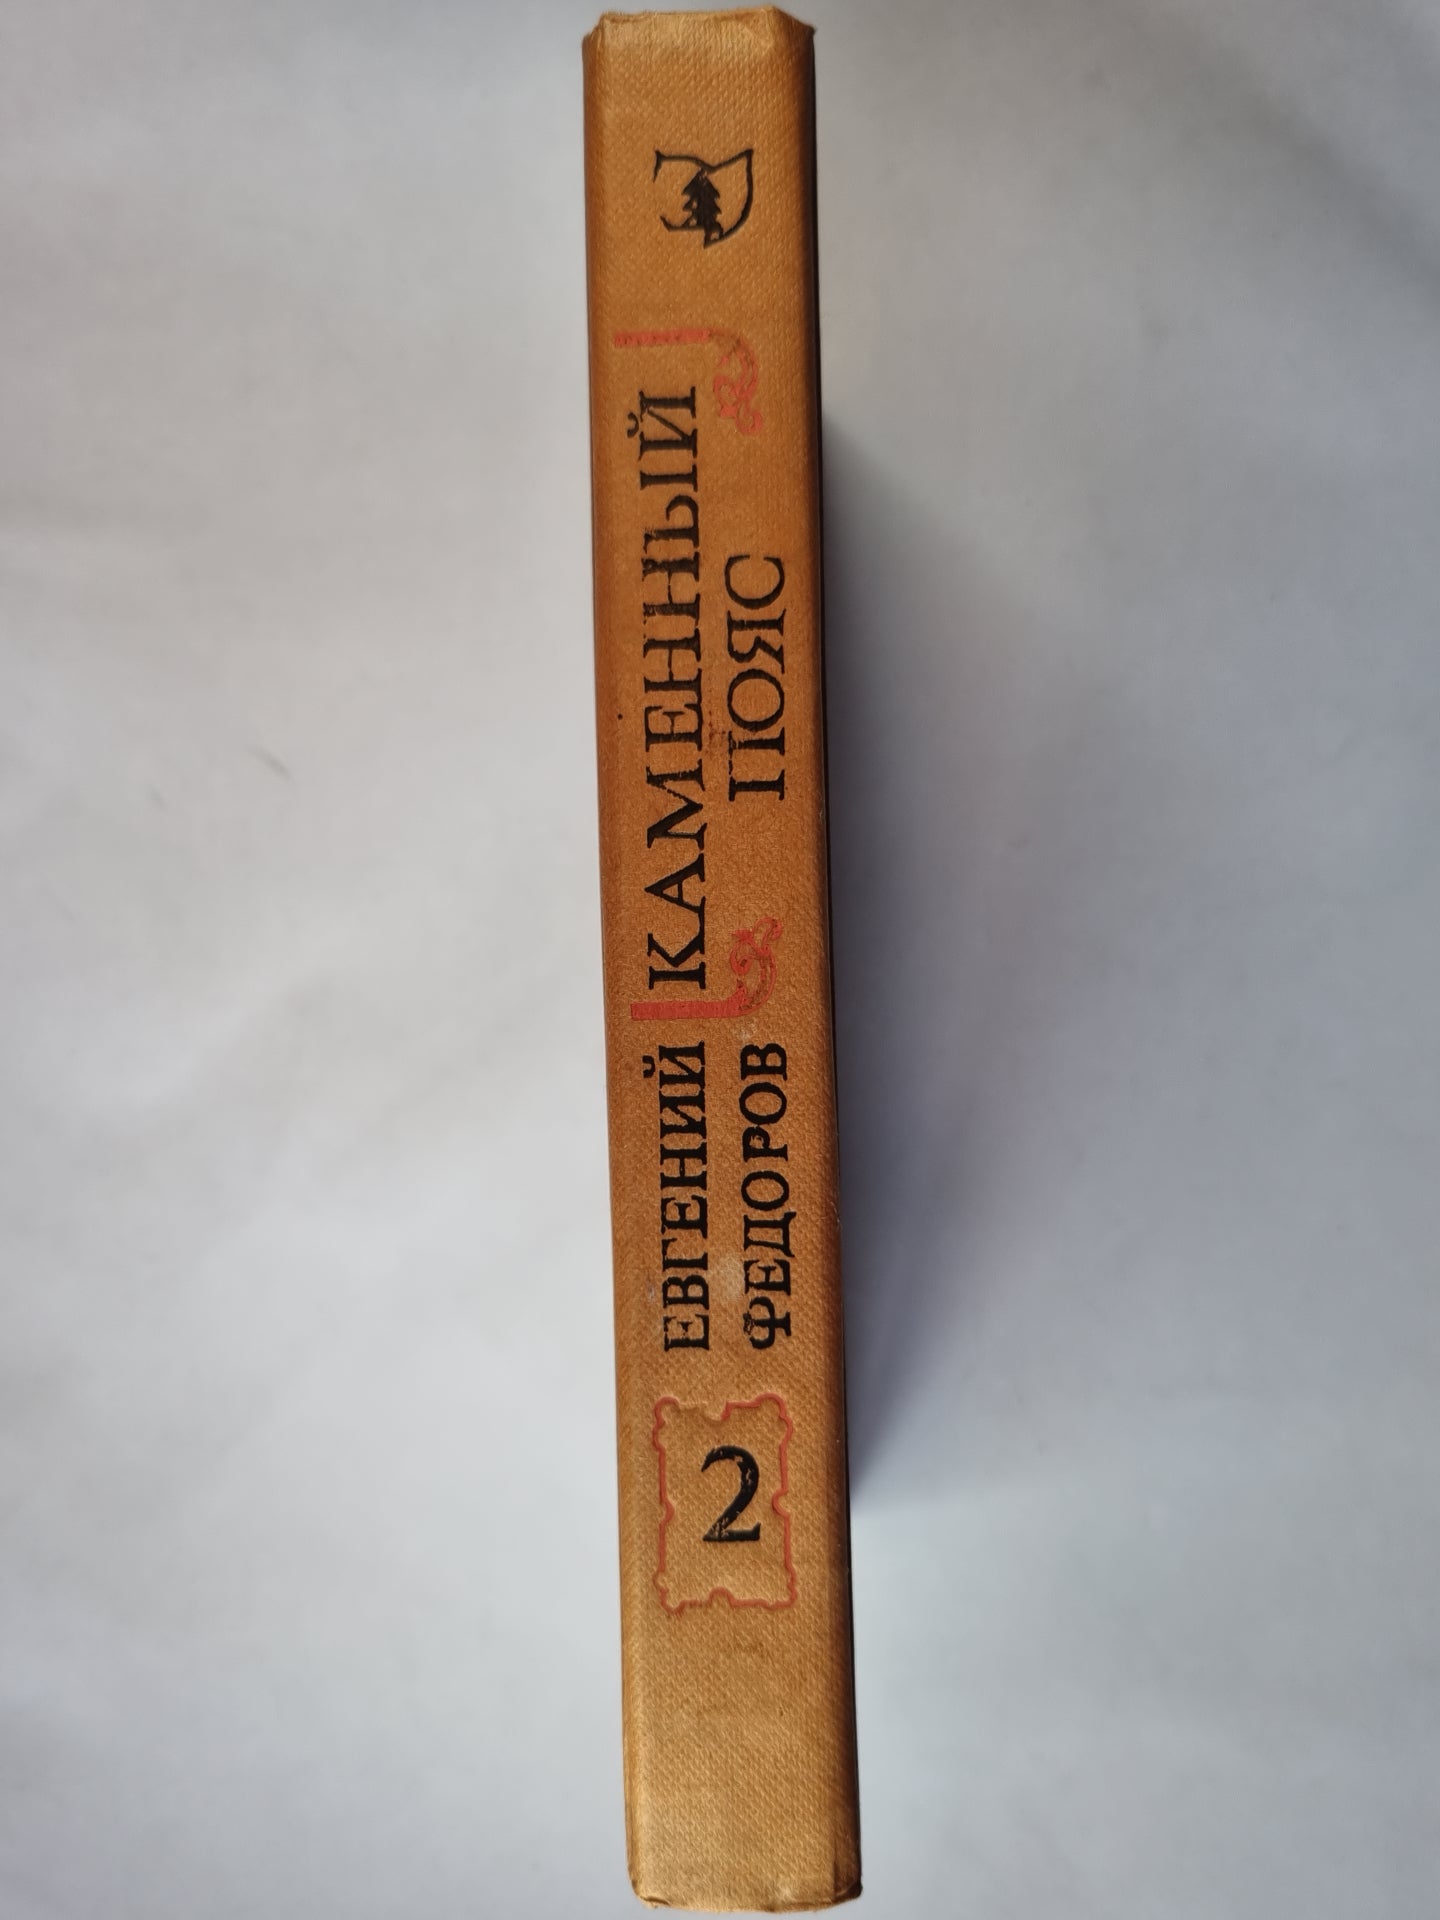 2
ЕВГЕНИЙ
ФЕДОРОВ
КАМЕННЫЙ
ПОЯС